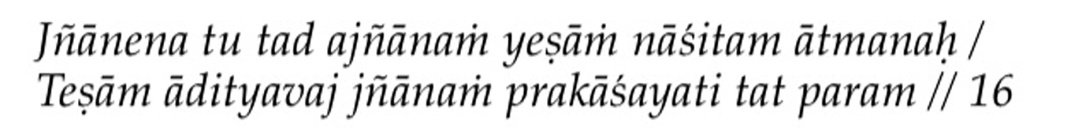 Jñānena tu tad ajñānaṁ yeṣāṁ nāśitam ātmanaḥ /
Teṣām ādityavaj jñānaṁ prakāśayati tat param // 16